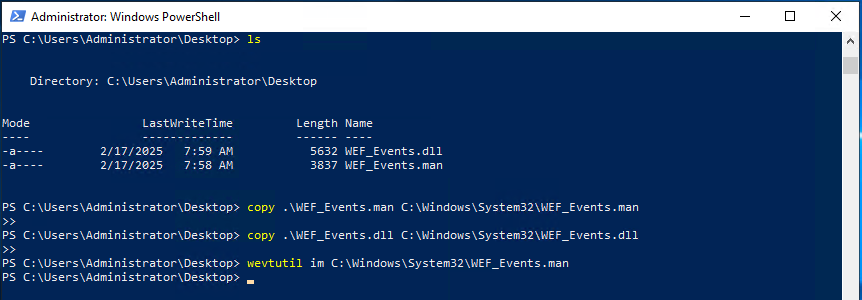 Administrator: Windows PowerShell
PS C:\Users\Administrator\Desktop> ls
Directory: C:\Users\Administrator\Desktop
Mode LastWriteTime Length Name
---- ------------- ------ ----
-a---- 2/17/2025 7:59 AM 5632 WEF_Events.dll
-a---- 2/17/2025 7:58 AM 3837 WEF_Events.man
PS C:\Users\Administrator\Desktop> copy .\WEF_Events.man C:\Windows\System32\WEF_Events.man
>>
PS C:\Users\Administrator\Desktop> copy .\WEF_Events.dll C:\Windows\System32\WEF_Events.dll
>>
PS C:\Users\Administrator\Desktop> wevtutil im C:\Windows\System32\WEF_Events.man
PS C:\Users\Administrator\Desktop>